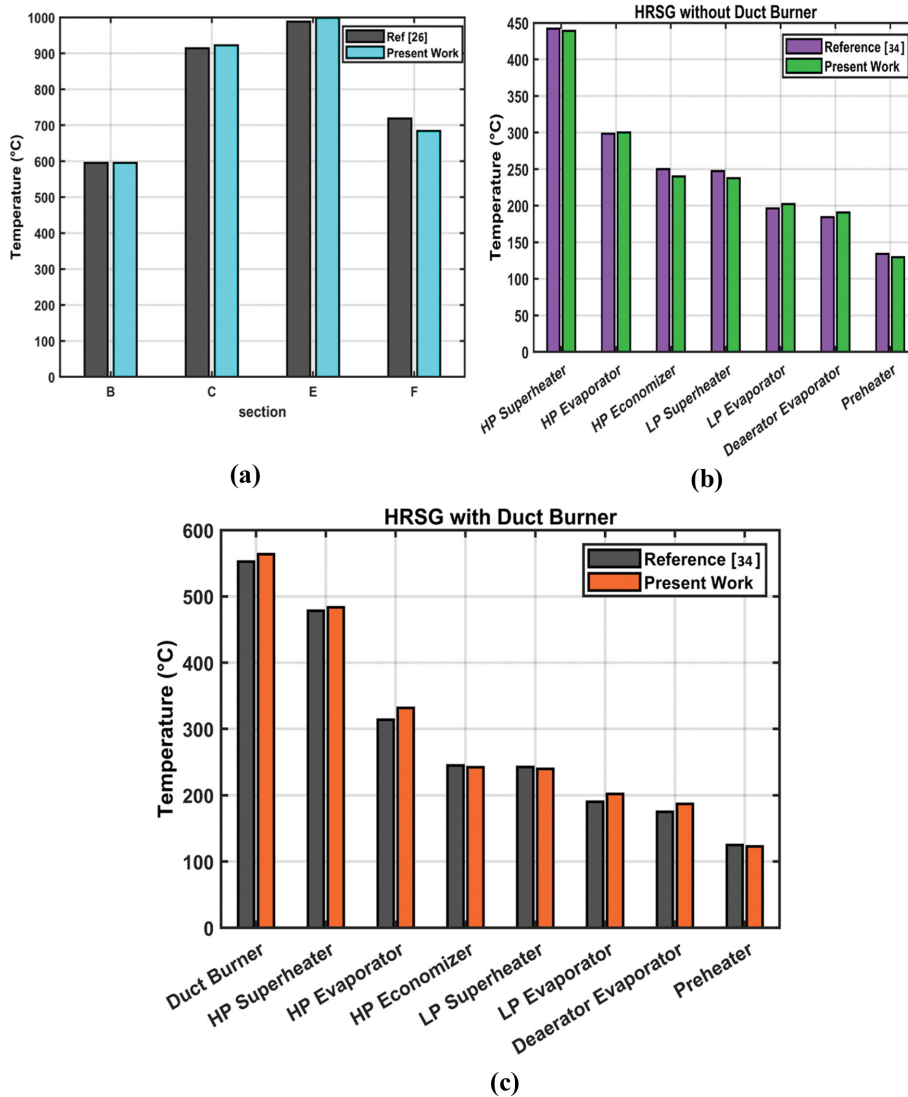 1000
900
800
700
600
500
400
300
200
100
0
Temperature (°C)
Ref [26]
Present Work
B C E F
section
(a)
HRSG without Duct Burner
450
400
350
300
250
200
150
100
50
0
Temperature (°C)
Reference [34]
Present Work
HP Superheater
HP Evaporator
HP Economizer
LP Superheater
LP Evaporator
Deaerator Evaporator
Preheater
(b)
HRSG with Duct Burner
600
500
400
300
200
100
0
Temperature (°C)
Reference [34]
Present Work
Duct Burner
HP Superheater
HP Evaporator
HP Economizer
LP Superheater
LP Evaporator
Deaerator Evaporator
Preheater
(c)